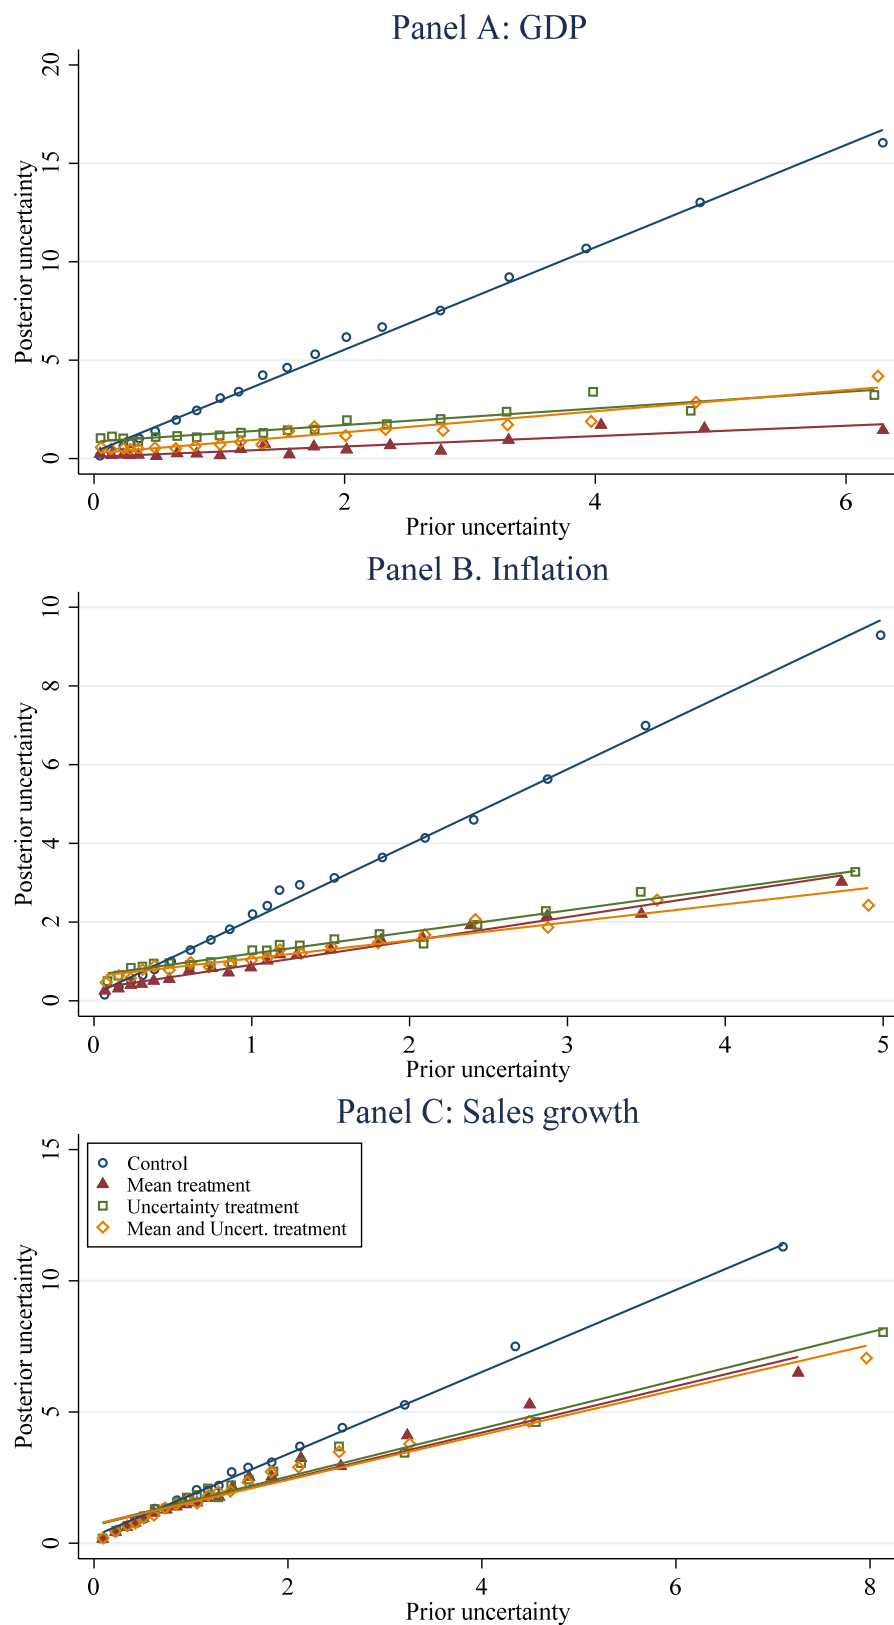 Panel A: GDP
Posterior uncertainty
20
15
10
5
0
0 2 4 6
Prior uncertainty
Panel B. Inflation
Posterior uncertainty
10
8
6
4
2
0
0 1 2 3 4 5
Prior uncertainty
Panel C: Sales growth
Posterior uncertainty
15
10
5
0
Control
Mean treatment
Uncertainty treatment
Mean and Uncert. treatment
0 2 4 6 8
Prior uncertainty